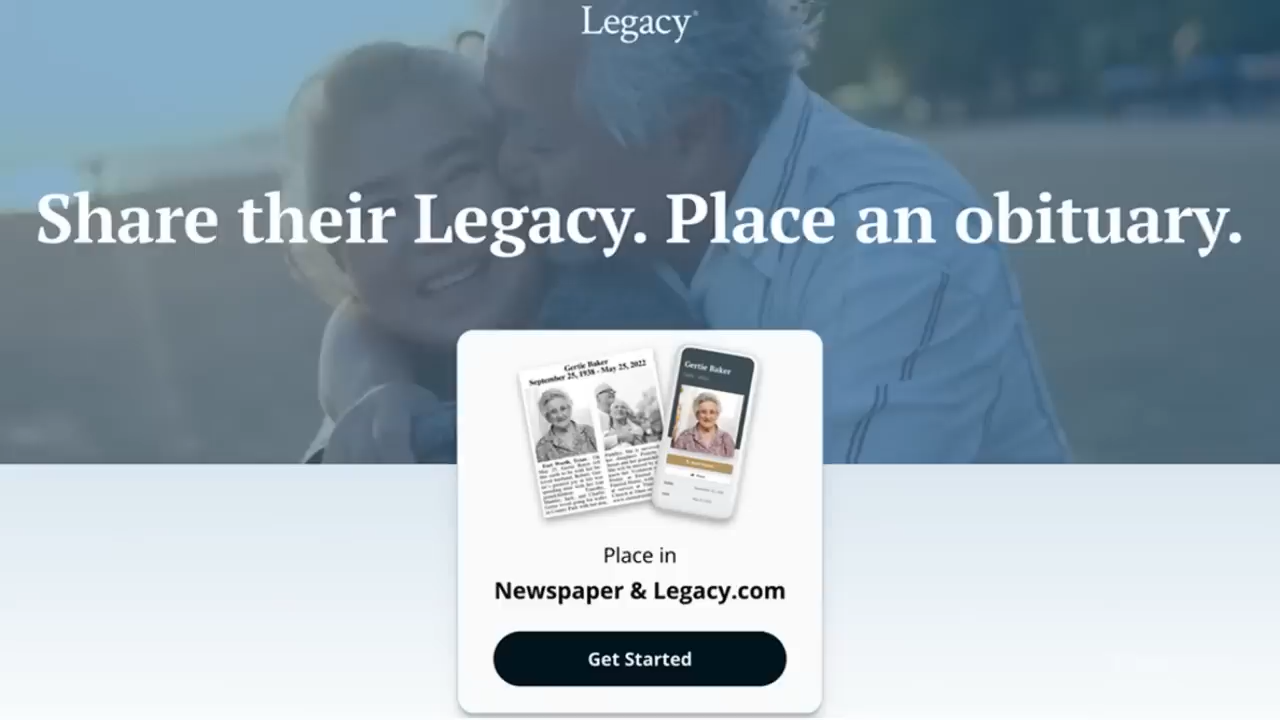 Legacy®
Share their Legacy. Place an obituary.
Gertie Baker
September 25, 1938 - May 25, 2022
Gertie Baker
Place in
Newspaper & Legacy.com
Get Started